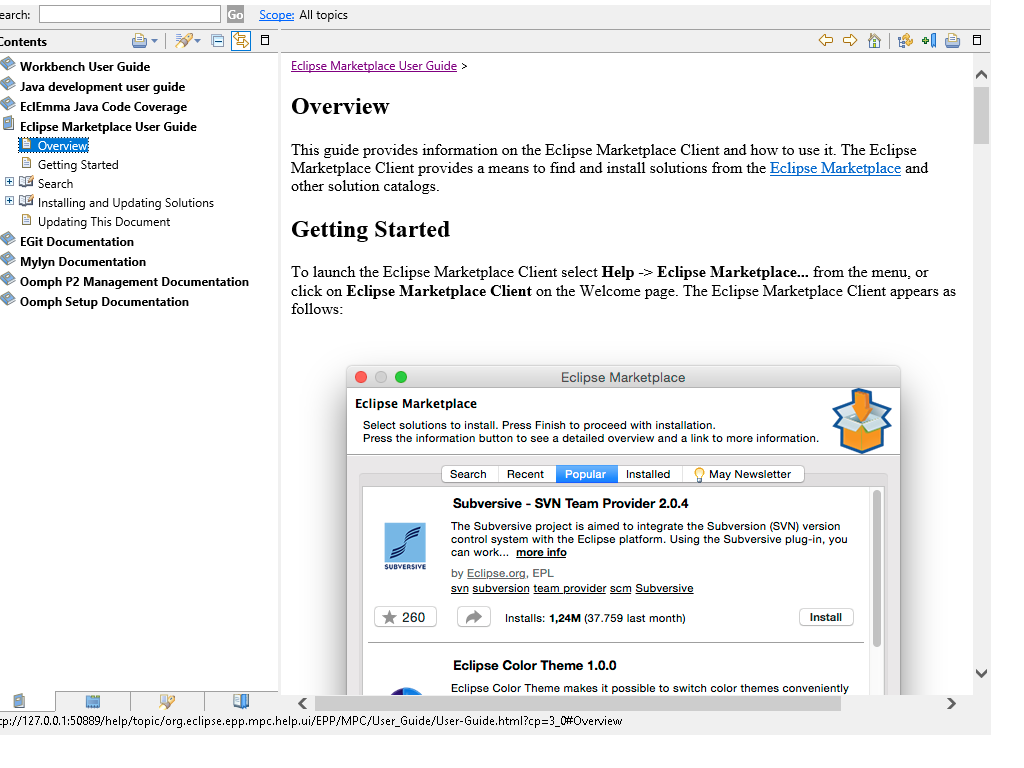 earch:
Go
Scope: All topics
Contents
Workbench User Guide
Java development user guide
EclEmma Java Code Coverage
Eclipse Marketplace User Guide
Overview
Getting Started
Search
Installing and Updating Solutions
Updating This Document
EGit Documentation
Mylyn Documentation
Oomph P2 Management Documentation
Oomph Setup Documentation
Eclipse Marketplace User Guide >
Overview
This guide provides information on the Eclipse Marketplace Client and how to use it. The Eclipse
Marketplace Client provides a means to find and install solutions from the Eclipse Marketplace and
other solution catalogs.
Getting Started
To launch the Eclipse Marketplace Client select Help -> Eclipse Marketplace... from the menu, or
click on Eclipse Marketplace Client on the Welcome page. The Eclipse Marketplace Client appears as
follows:
Eclipse Marketplace
Eclipse Marketplace
Select solutions to install. Press Finish to proceed with installation.
Press the information button to see a detailed overview and a link to more information.
Search Recent Popular Installed May Newsletter
Subversive - SVN Team Provider 2.0.4
The Subversive project is aimed to integrate the Subversion (SVN) version
control system with the Eclipse platform. Using the Subversive plug-in, you
can work... more info
SUBVERSIVE
by Eclipse.org, EPL
svn subversion team provider scm Subversive
260 Installs: 1,24M (37.759 last month) Install
Eclipse Color Theme 1.0.0
Eclipse Color Theme makes it possible to switch color themes conveniently
tp://127.0.0.1:50889/help/topic/org.eclipse.epp.mpc.help.ui/EPP/MPC/User_Guide/User-Guide.html?cp=3_0#Overview